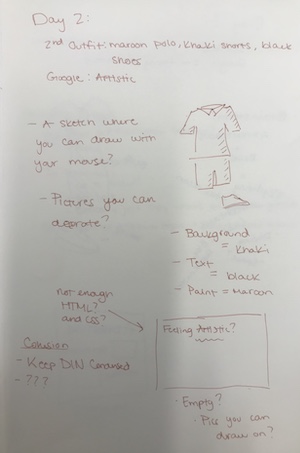 Day 2:
2nd Outfit: maroon polo, khaki shorts, black
shoes
Google: Artistic
- A sketch where
you can draw with
your mouse?
- Pictures you can
decorate?
- Background
= khaki
- Text
= black
- Paint = maroon
not enough
HTML?
and CSS?
Feeling Artistic?
Conclusion
- Keep DIN Condensed
- ???
· Empty?
· Pics you can
draw on?